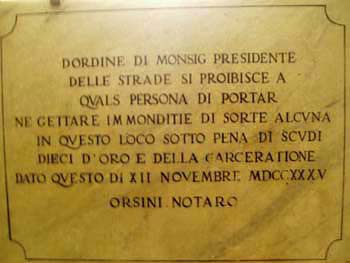 DORDINE DI MONSIG PRESIDENTE
DELLE STRADE SI PROIBISCE A
QVALS PERSONA DI PORTAR
NE GETTARE IMMONDITIE DI SORTE ALCVNA
IN QVESTO LOCO SOTTO PENA DI SCVDI
DIECI D'ORO E DELLA CARCERATIONE
DATO QVESTO DI XII NOVEMBRE MDCCXXXV
ORSINI NOTARO